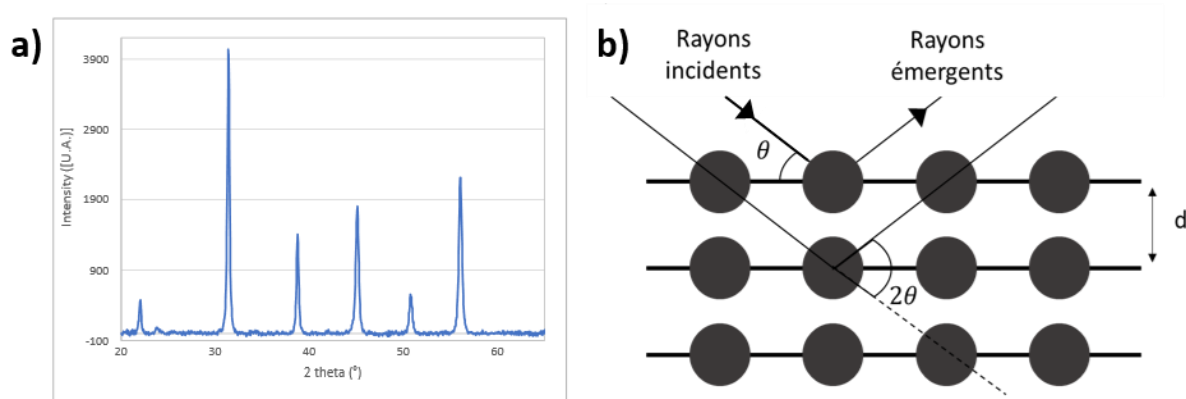 a)
Intensity ([U.A.)]
3900
2900
1900
900
-100
20
30
40
50
60
2 theta (°)
b)
Rayons
incidents
Rayons
émergents
θ
d
2θ